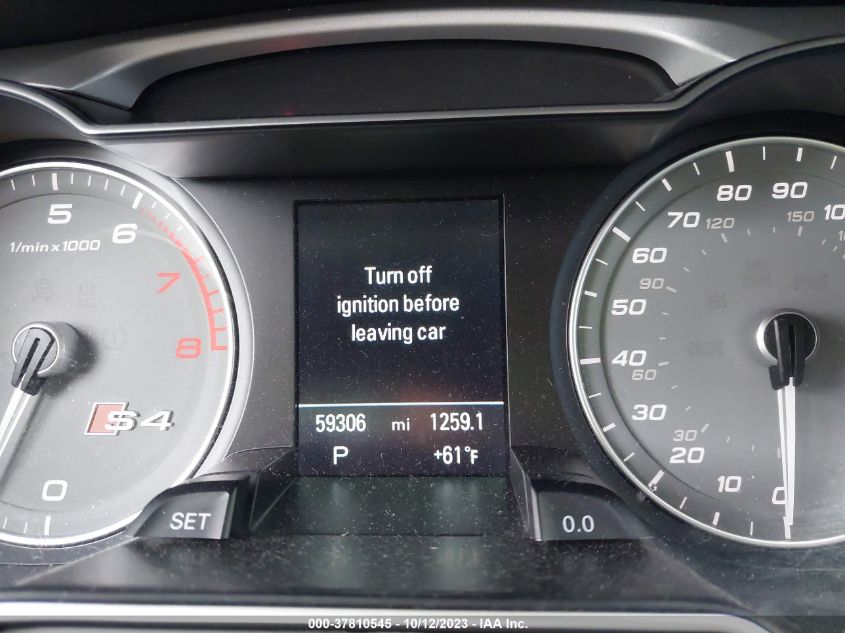 5
6
1/min x 1000
7
8
S4
0
SET
Turn off
ignition before
leaving car
59306 mi 1259.1
P +61°F
80 90
70 120 150
60
90
50
40
60
30
30
20
10 0
0.0
000-37810545 - 10/12/2023 - IAA Inc.